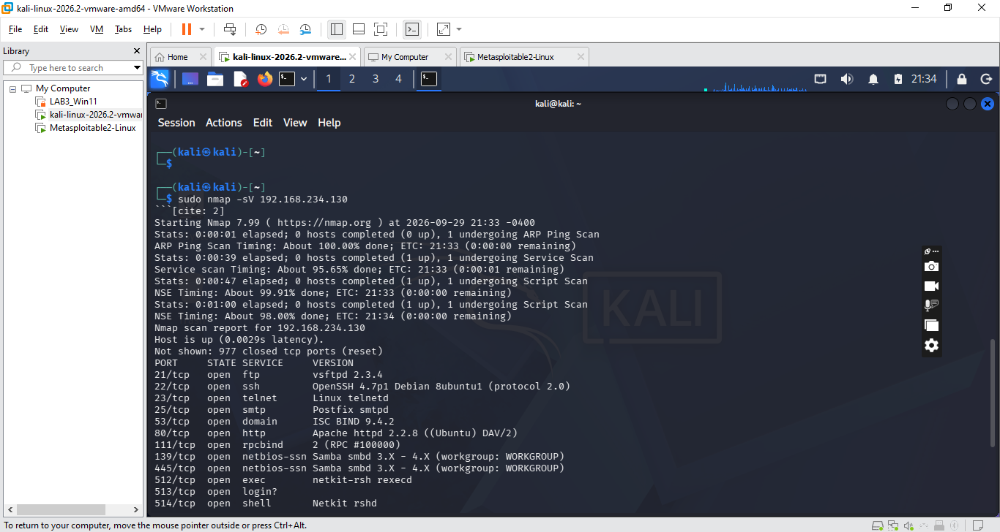 kali-linux-2026.2-vmware-amd64 - VMware Workstation
File Edit View VM Tabs Help
Library
Type here to search
My Computer
LAB3_Win11
kali-linux-2026.2-vmwar
Metasploitable2-Linux
Home
kali-linux-2026.2-vmware...
My Computer
Metasploitable2-Linux
1 2 3 4
21:34
kali@kali: ~
Session Actions Edit View Help
┌──(kali㉿kali)-[~]
└─$
┌──(kali㉿kali)-[~]
└─$ sudo nmap -sV 192.168.234.130
```[cite: 2]
Starting Nmap 7.99 ( https://nmap.org ) at 2026-09-29 21:33 -0400
Stats: 0:00:01 elapsed; 0 hosts completed (0 up), 1 undergoing ARP Ping Scan
ARP Ping Scan Timing: About 100.00% done; ETC: 21:33 (0:00:00 remaining)
Stats: 0:00:39 elapsed; 0 hosts completed (1 up), 1 undergoing Service Scan
Service scan Timing: About 95.65% done; ETC: 21:33 (0:00:01 remaining)
Stats: 0:00:47 elapsed; 0 hosts completed (1 up), 1 undergoing Script Scan
NSE Timing: About 99.91% done; ETC: 21:33 (0:00:00 remaining)
Stats: 0:01:00 elapsed; 0 hosts completed (1 up), 1 undergoing Script Scan
NSE Timing: About 98.00% done; ETC: 21:34 (0:00:00 remaining)
Nmap scan report for 192.168.234.130
Host is up (0.0029s latency).
Not shown: 977 closed tcp ports (reset)
PORT STATE SERVICE VERSION
21/tcp open ftp vsftpd 2.3.4
22/tcp open ssh OpenSSH 4.7p1 Debian 8ubuntu1 (protocol 2.0)
23/tcp open telnet Linux telnetd
25/tcp open smtp Postfix smtpd
53/tcp open domain ISC BIND 9.4.2
80/tcp open http Apache httpd 2.2.8 ((Ubuntu) DAV/2)
111/tcp open rpcbind 2 (RPC #100000)
139/tcp open netbios-ssn Samba smbd 3.X - 4.X (workgroup: WORKGROUP)
445/tcp open netbios-ssn Samba smbd 3.X - 4.X (workgroup: WORKGROUP)
512/tcp open exec netkit-rsh rexecd
513/tcp open login?
514/tcp open shell Netkit rshd
KALI
To return to your computer, move the mouse pointer outside or press Ctrl+Alt.